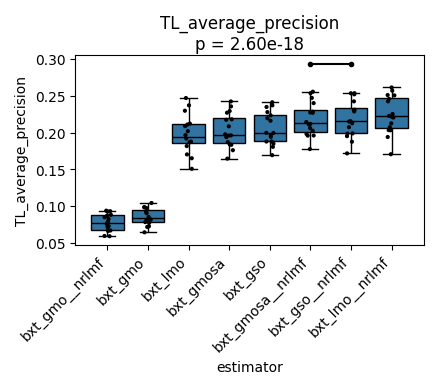 TL_average_precision
p = 2.60e-18
TL_average_precision
0.30
0.25
0.20
0.15
0.10
0.05
bxt_gmo__nrlmf
bxt_gmo
bxt_lmo
bxt_gmosa
bxt_gso
bxt_gmosa__nrlmf
bxt_gso__nrlmf
bxt_lmo__nrlmf
estimator